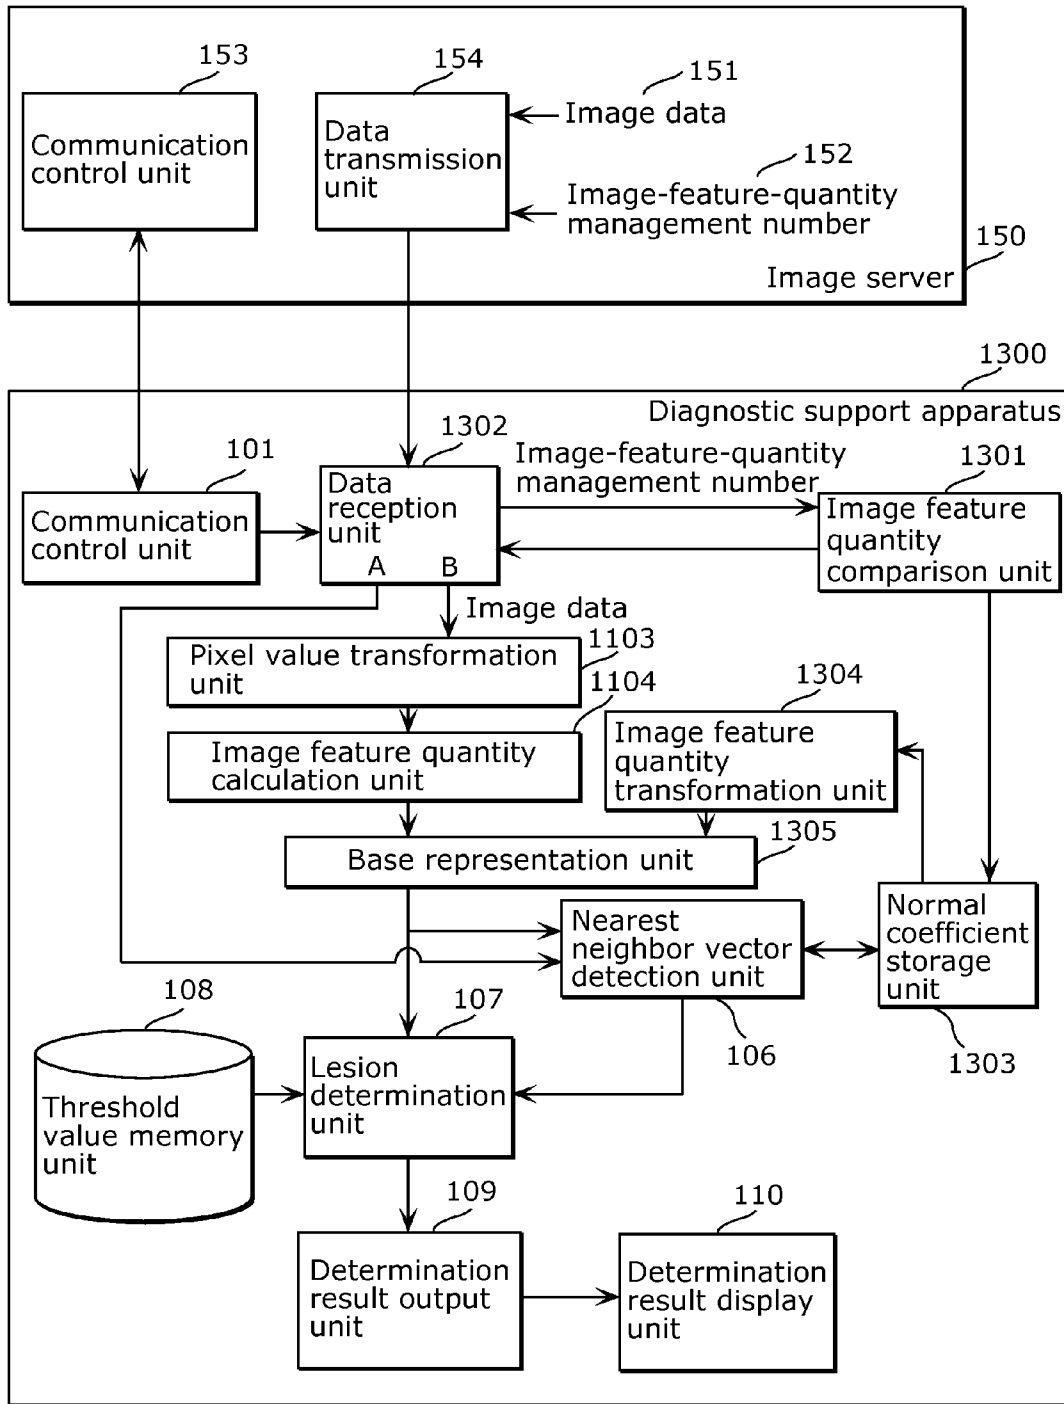 153
154
151
Image data
Communication
control unit
Data
transmission
unit
152
Image-feature-quantity
management number
150
Image server
1300
Diagnostic support apparatus
101
1302
Image-feature-quantity
management number
1301
Communication
control unit
Data
reception
unit
A B
Image feature
quantity
comparison unit
Image data
1103
Pixel value transformation
unit
1104
1304
Image feature quantity
calculation unit
Image feature
quantity
transformation unit
1305
Base representation unit
Nearest
neighbor vector
detection unit
Normal
coefficient
storage
unit
108
107
106
1303
Threshold
value memory
unit
Lesion
determination
unit
109
110
Determination
result output
unit
Determination
result display
unit